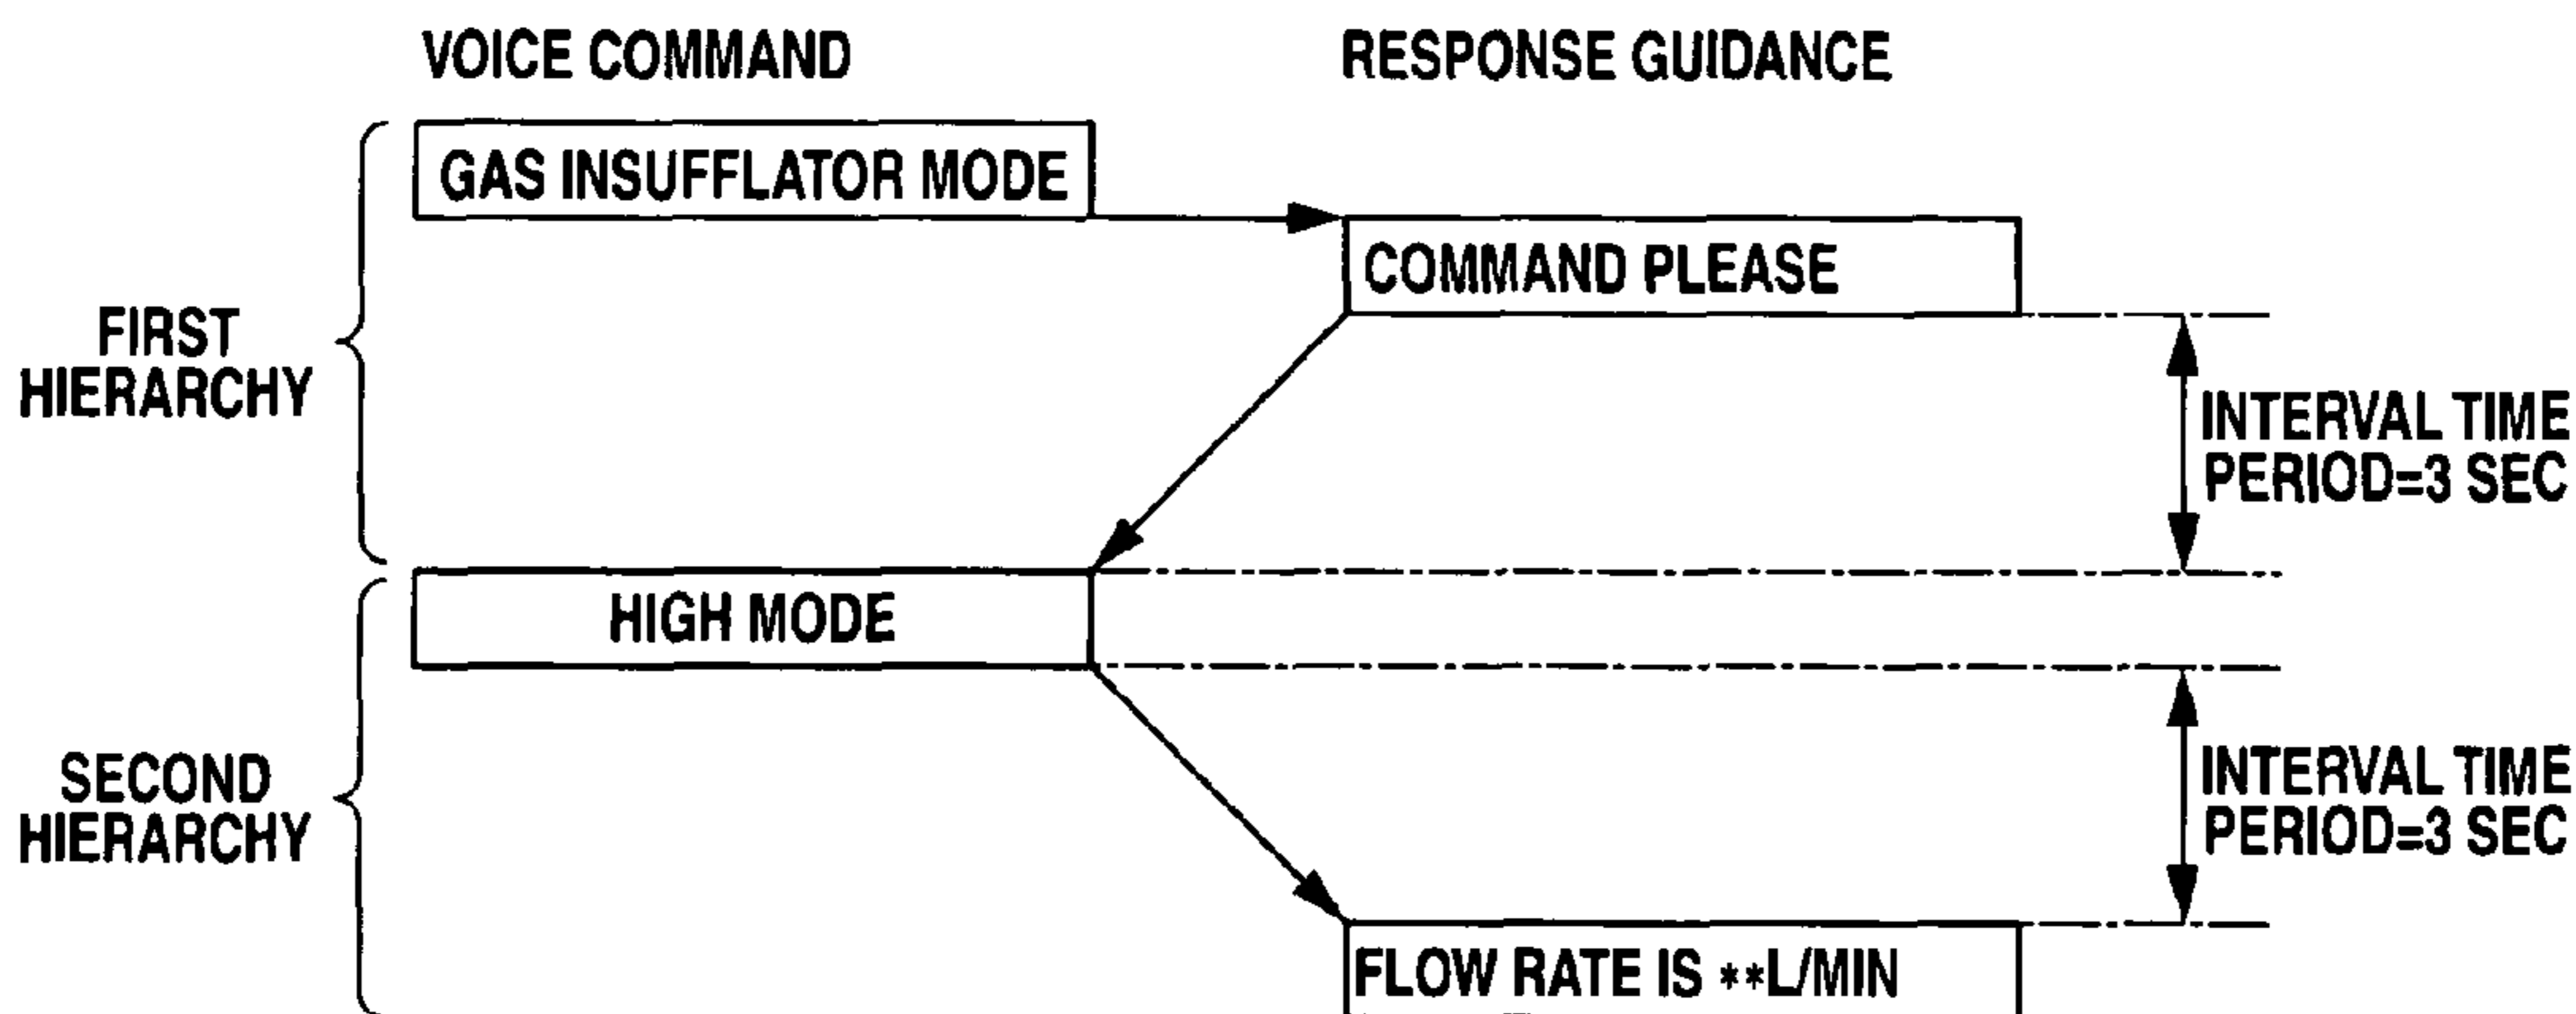 VOICE COMMAND
RESPONSE GUIDANCE
GAS INSUFFLATOR MODE
COMMAND PLEASE
FIRST
HIERARCHY
INTERVAL TIME
PERIOD=3 SEC
HIGH MODE
SECOND
HIERARCHY
INTERVAL TIME
PERIOD=3 SEC
FLOW RATE IS **L/MIN